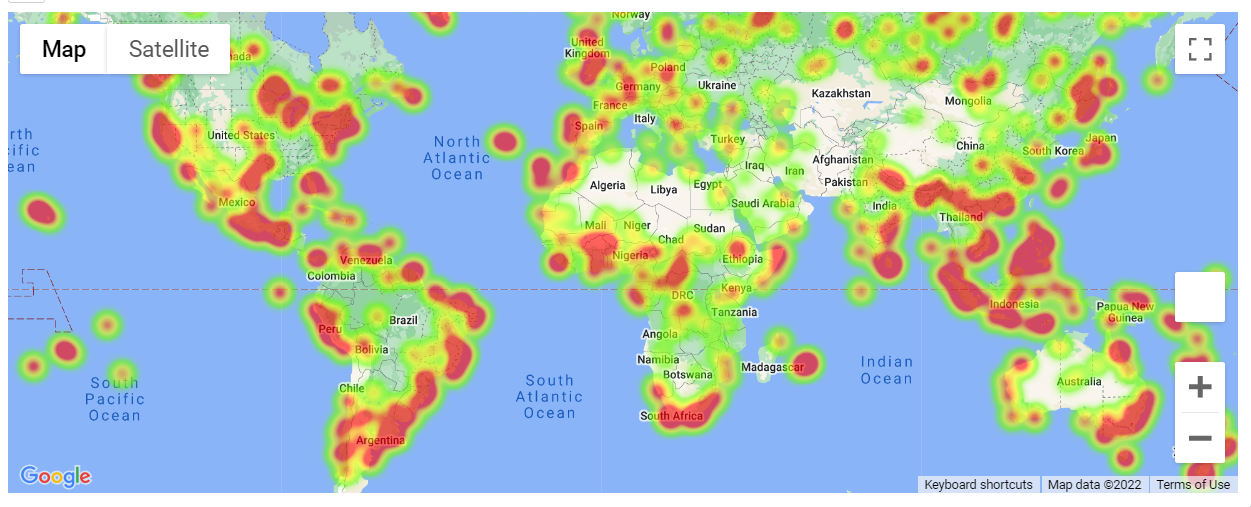 Norway
Map
Satellite
United
Kingdom
Poland
Germany
Ukraine
Kazakhstan
Mongolia
France
Italy
Spain
Turkey
North
Atlantic
Ocean
United States
Japan
South Korea
China
Afghanistan
Iraq
Iran
Pakistan
Algeria
Libya
Egypt
Saudi Arabia
India
Thailand
Mexico
Mali
Niger
Sudan
Chad
Nigeria
Ethiopia
Venezuela
Colombia
Kenya
DRC
Indonesia
Papua New
Guinea
Tanzania
Brazil
Peru
Angola
Bolivia
Namibia
Botswana
Madagascar
Indian
Ocean
Chile
South
Pacific
Ocean
South
Atlantic
Ocean
Australia
South Africa
Argentina
Google
Keyboard shortcuts
Map data ©2022
Terms of Use